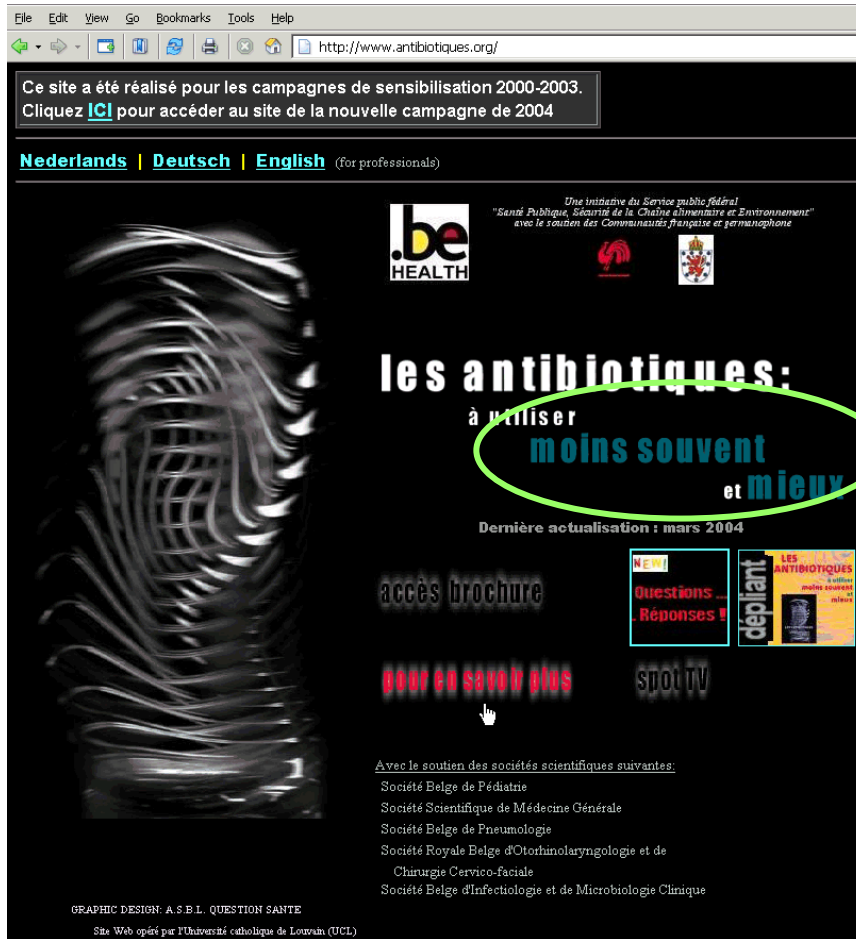 File Edit View Go Bookmarks Tools Help
http://www.antibiotiques.org/
Ce site a été réalisé pour les campagnes de sensibilisation 2000-2003.
Cliquez ICI pour accéder au site de la nouvelle campagne de 2004
Nederlands | Deutsch | English (for professionals)
Une initiative du Service public fédéral
"Santé Publique, Sécurité de la Chaîne alimentaire et Environnement"
avec le soutien des Communautés française et germanophone
.be
HEALTH
les antibiotiques:
à utiliser
moins souvent
et mieux
Dernière actualisation : mars 2004
accès brochure
NEW!
Questions ...
. Réponses !
dépliant
LES
ANTIBIOTIQUES
à utiliser
moins souvent
et
mieux
pour en savoir plus
spot TV
Avec le soutien des sociétés scientifiques suivantes:
Société Belge de Pédiatrie
Société Scientifique de Médecine Générale
Société Belge de Pneumologie
Société Royale Belge d'Otorhinolaryngologie et de
Chirurgie Cervico-faciale
Société Belge d'Infectiologie et de Microbiologie Clinique
GRAPHIC DESIGN: A.S.B.L. QUESTION SANTE
Site Web opéré par l'Université catholique de Louvain (UCL)